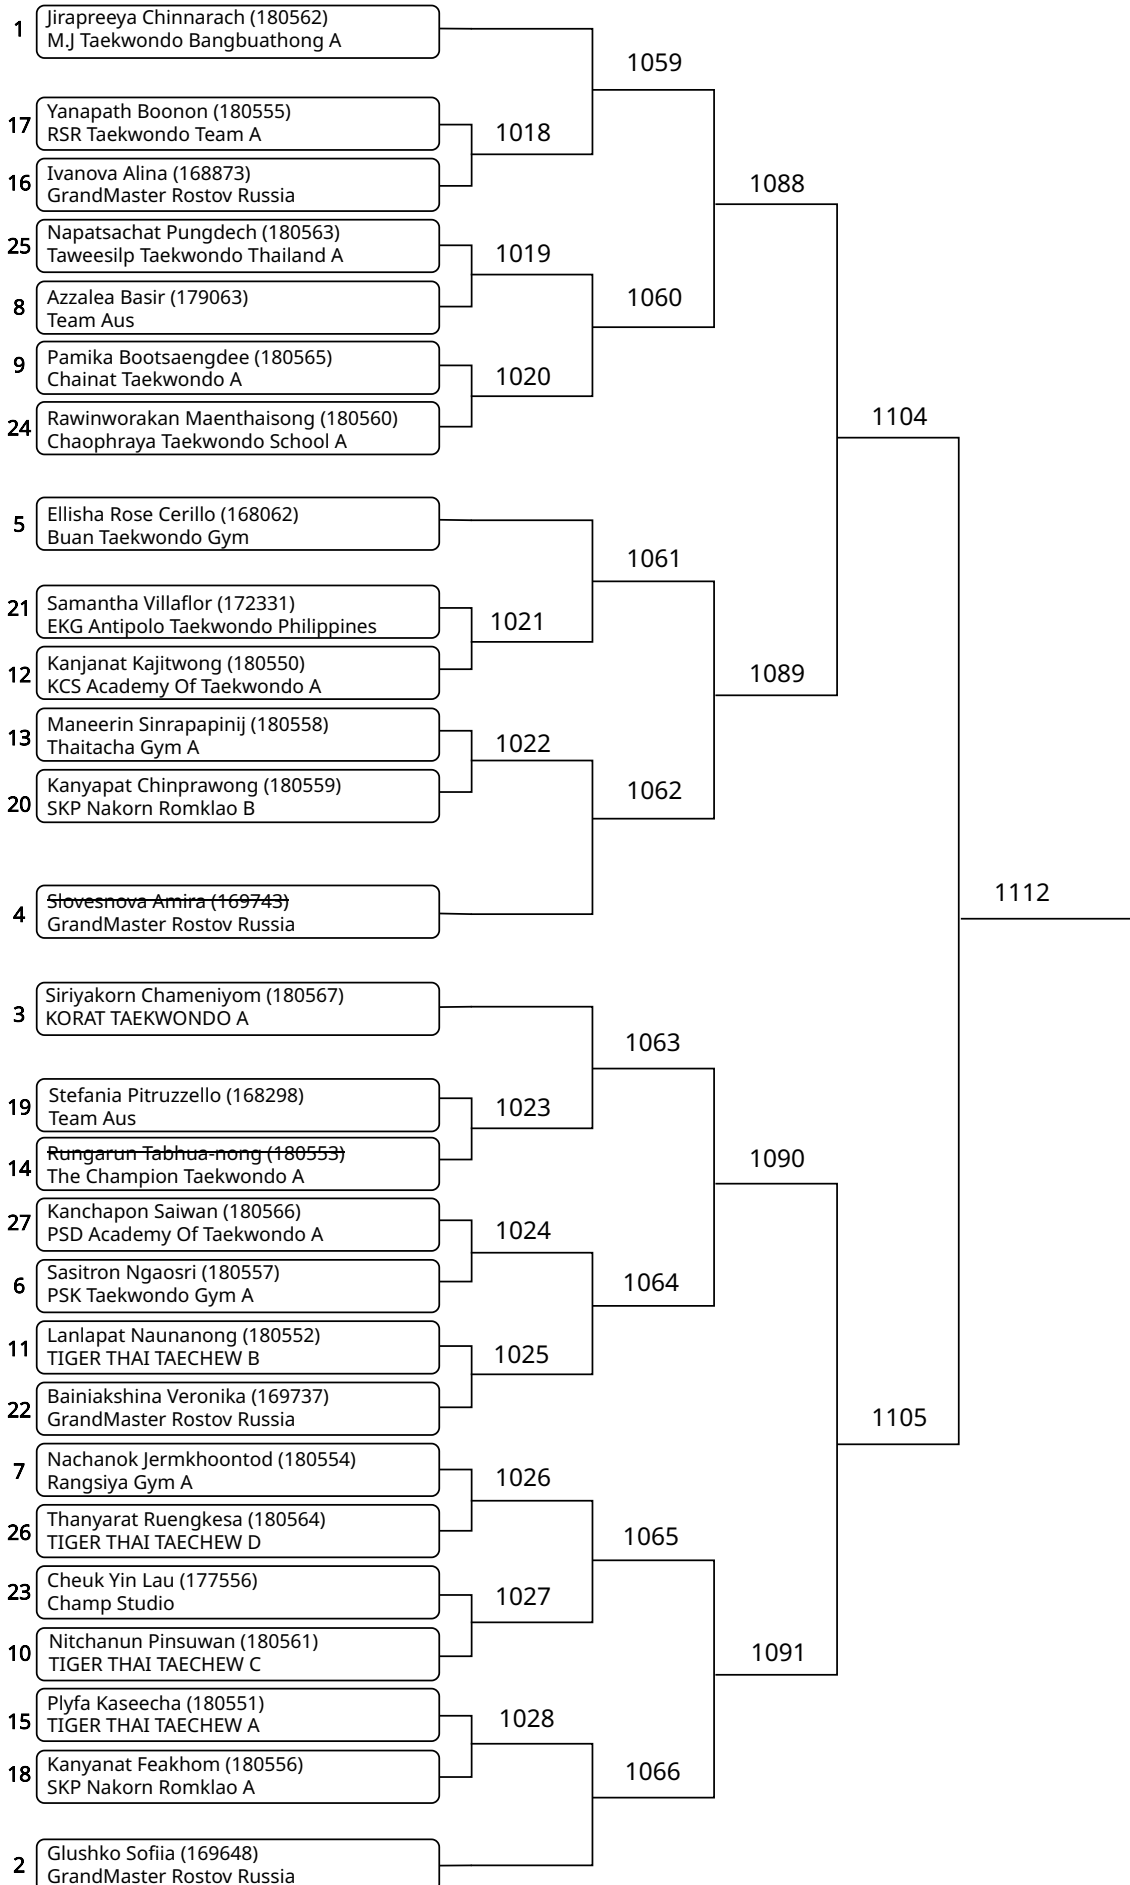 1 Jirapreeya Chinnarach (180562)
M.J Taekwondo Bangbuathong A
1059
17 Yanapath Boonon (180555)
RSR Taekwondo Team A
1018
16 Ivanova Alina (168873)
GrandMaster Rostov Russia
1088
25 Napatsachat Pungdech (180563)
Taweesilp Taekwondo Thailand A
1019
8 Azzalea Basir (179063)
Team Aus
1060
9 Pamika Bootsaengdee (180565)
Chainat Taekwondo A
1020
24 Rawinworakan Maenthaisong (180560)
Chaophraya Taekwondo School A
1104
5 Ellisha Rose Cerillo (168062)
Buan Taekwondo Gym
1061
21 Samantha Villaflor (172331)
EKG Antipolo Taekwondo Philippines
1021
12 Kanjanat Kajitwong (180550)
KCS Academy Of Taekwondo A
1089
13 Maneerin Sinrapapinij (180558)
Thaitacha Gym A
1022
20 Kanyapat Chinprawong (180559)
SKP Nakorn Romklao B
1062
4 Slovesnova Amira (169743)
GrandMaster Rostov Russia
1112
3 Siriyakorn Chameniyom (180567)
KORAT TAEKWONDO A
1063
19 Stefania Pitruzzello (168298)
Team Aus
1023
14 Rungarun Tabhua-nong (180553)
The Champion Taekwondo A
1090
27 Kanchapon Saiwan (180566)
PSD Academy Of Taekwondo A
1024
6 Sasitron Ngaosri (180557)
PSK Taekwondo Gym A
1064
11 Lanlapat Naunanong (180552)
TIGER THAI TAECHEW B
1025
22 Bainiakshina Veronika (169737)
GrandMaster Rostov Russia
1105
7 Nachanok Jermkhoontod (180554)
Rangsiya Gym A
1026
26 Thanyarat Ruengkesa (180564)
TIGER THAI TAECHEW D
1065
23 Cheuk Yin Lau (177556)
Champ Studio
1027
10 Nitchanun Pinsuwan (180561)
TIGER THAI TAECHEW C
1091
15 Plyfa Kaseecha (180551)
TIGER THAI TAECHEW A
1028
18 Kanyanat Feakhom (180556)
SKP Nakorn Romklao A
1066
2 Glushko Sofiia (169648)
GrandMaster Rostov Russia